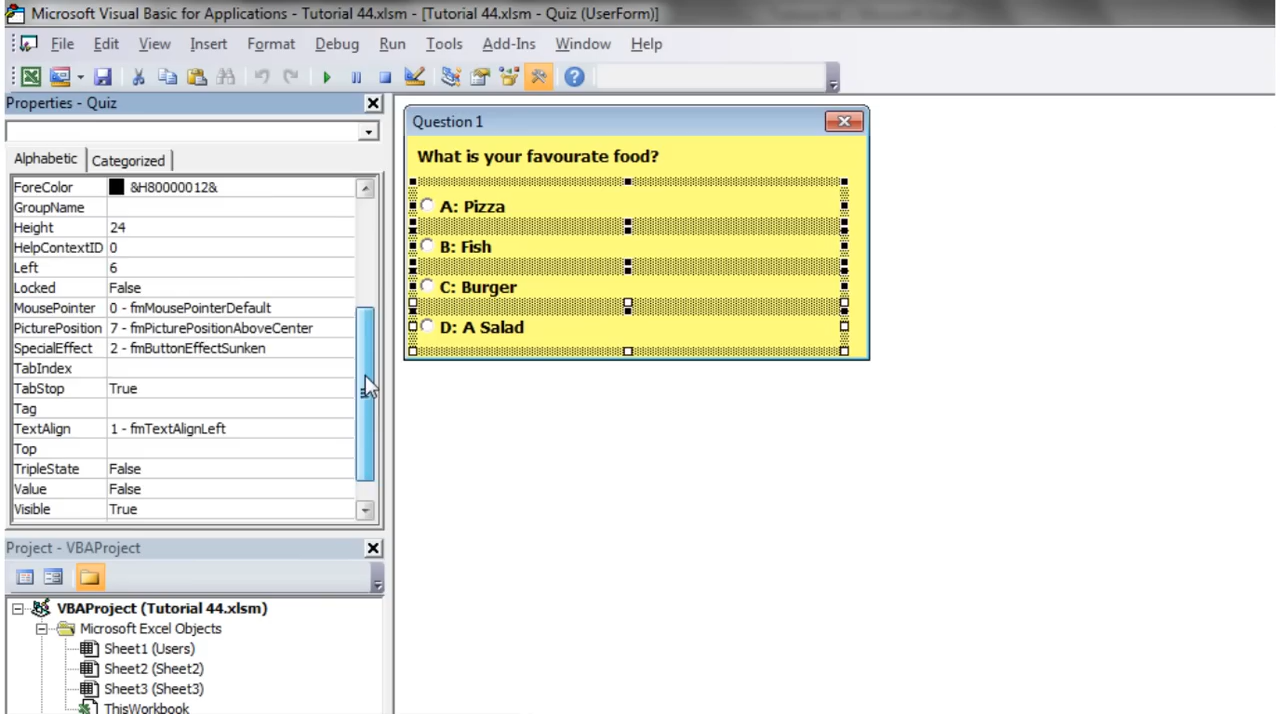 Microsoft Visual Basic for Applications - Tutorial 44.xlsm - [Tutorial 44.xlsm - Quiz (UserForm)]
File Edit View Insert Format Debug Run Tools Add-Ins Window Help
Properties - Quiz
Alphabetic Categorized
ForeColor &H80000012&
GroupName
Height 24
HelpContextID 0
Left 6
Locked False
MousePointer 0 - fmMousePointerDefault
PicturePosition 7 - fmPicturePositionAboveCenter
SpecialEffect 2 - fmButtonEffectSunken
TabIndex
TabStop True
Tag
TextAlign 1 - fmTextAlignLeft
Top
TripleState False
Value False
Visible True
Project - VBAProject
VBAProject (Tutorial 44.xlsm)
Microsoft Excel Objects
Sheet1 (Users)
Sheet2 (Sheet2)
Sheet3 (Sheet3)
ThisWorkbook
Question 1
What is your favourate food?
A: Pizza
B: Fish
C: Burger
D: A Salad